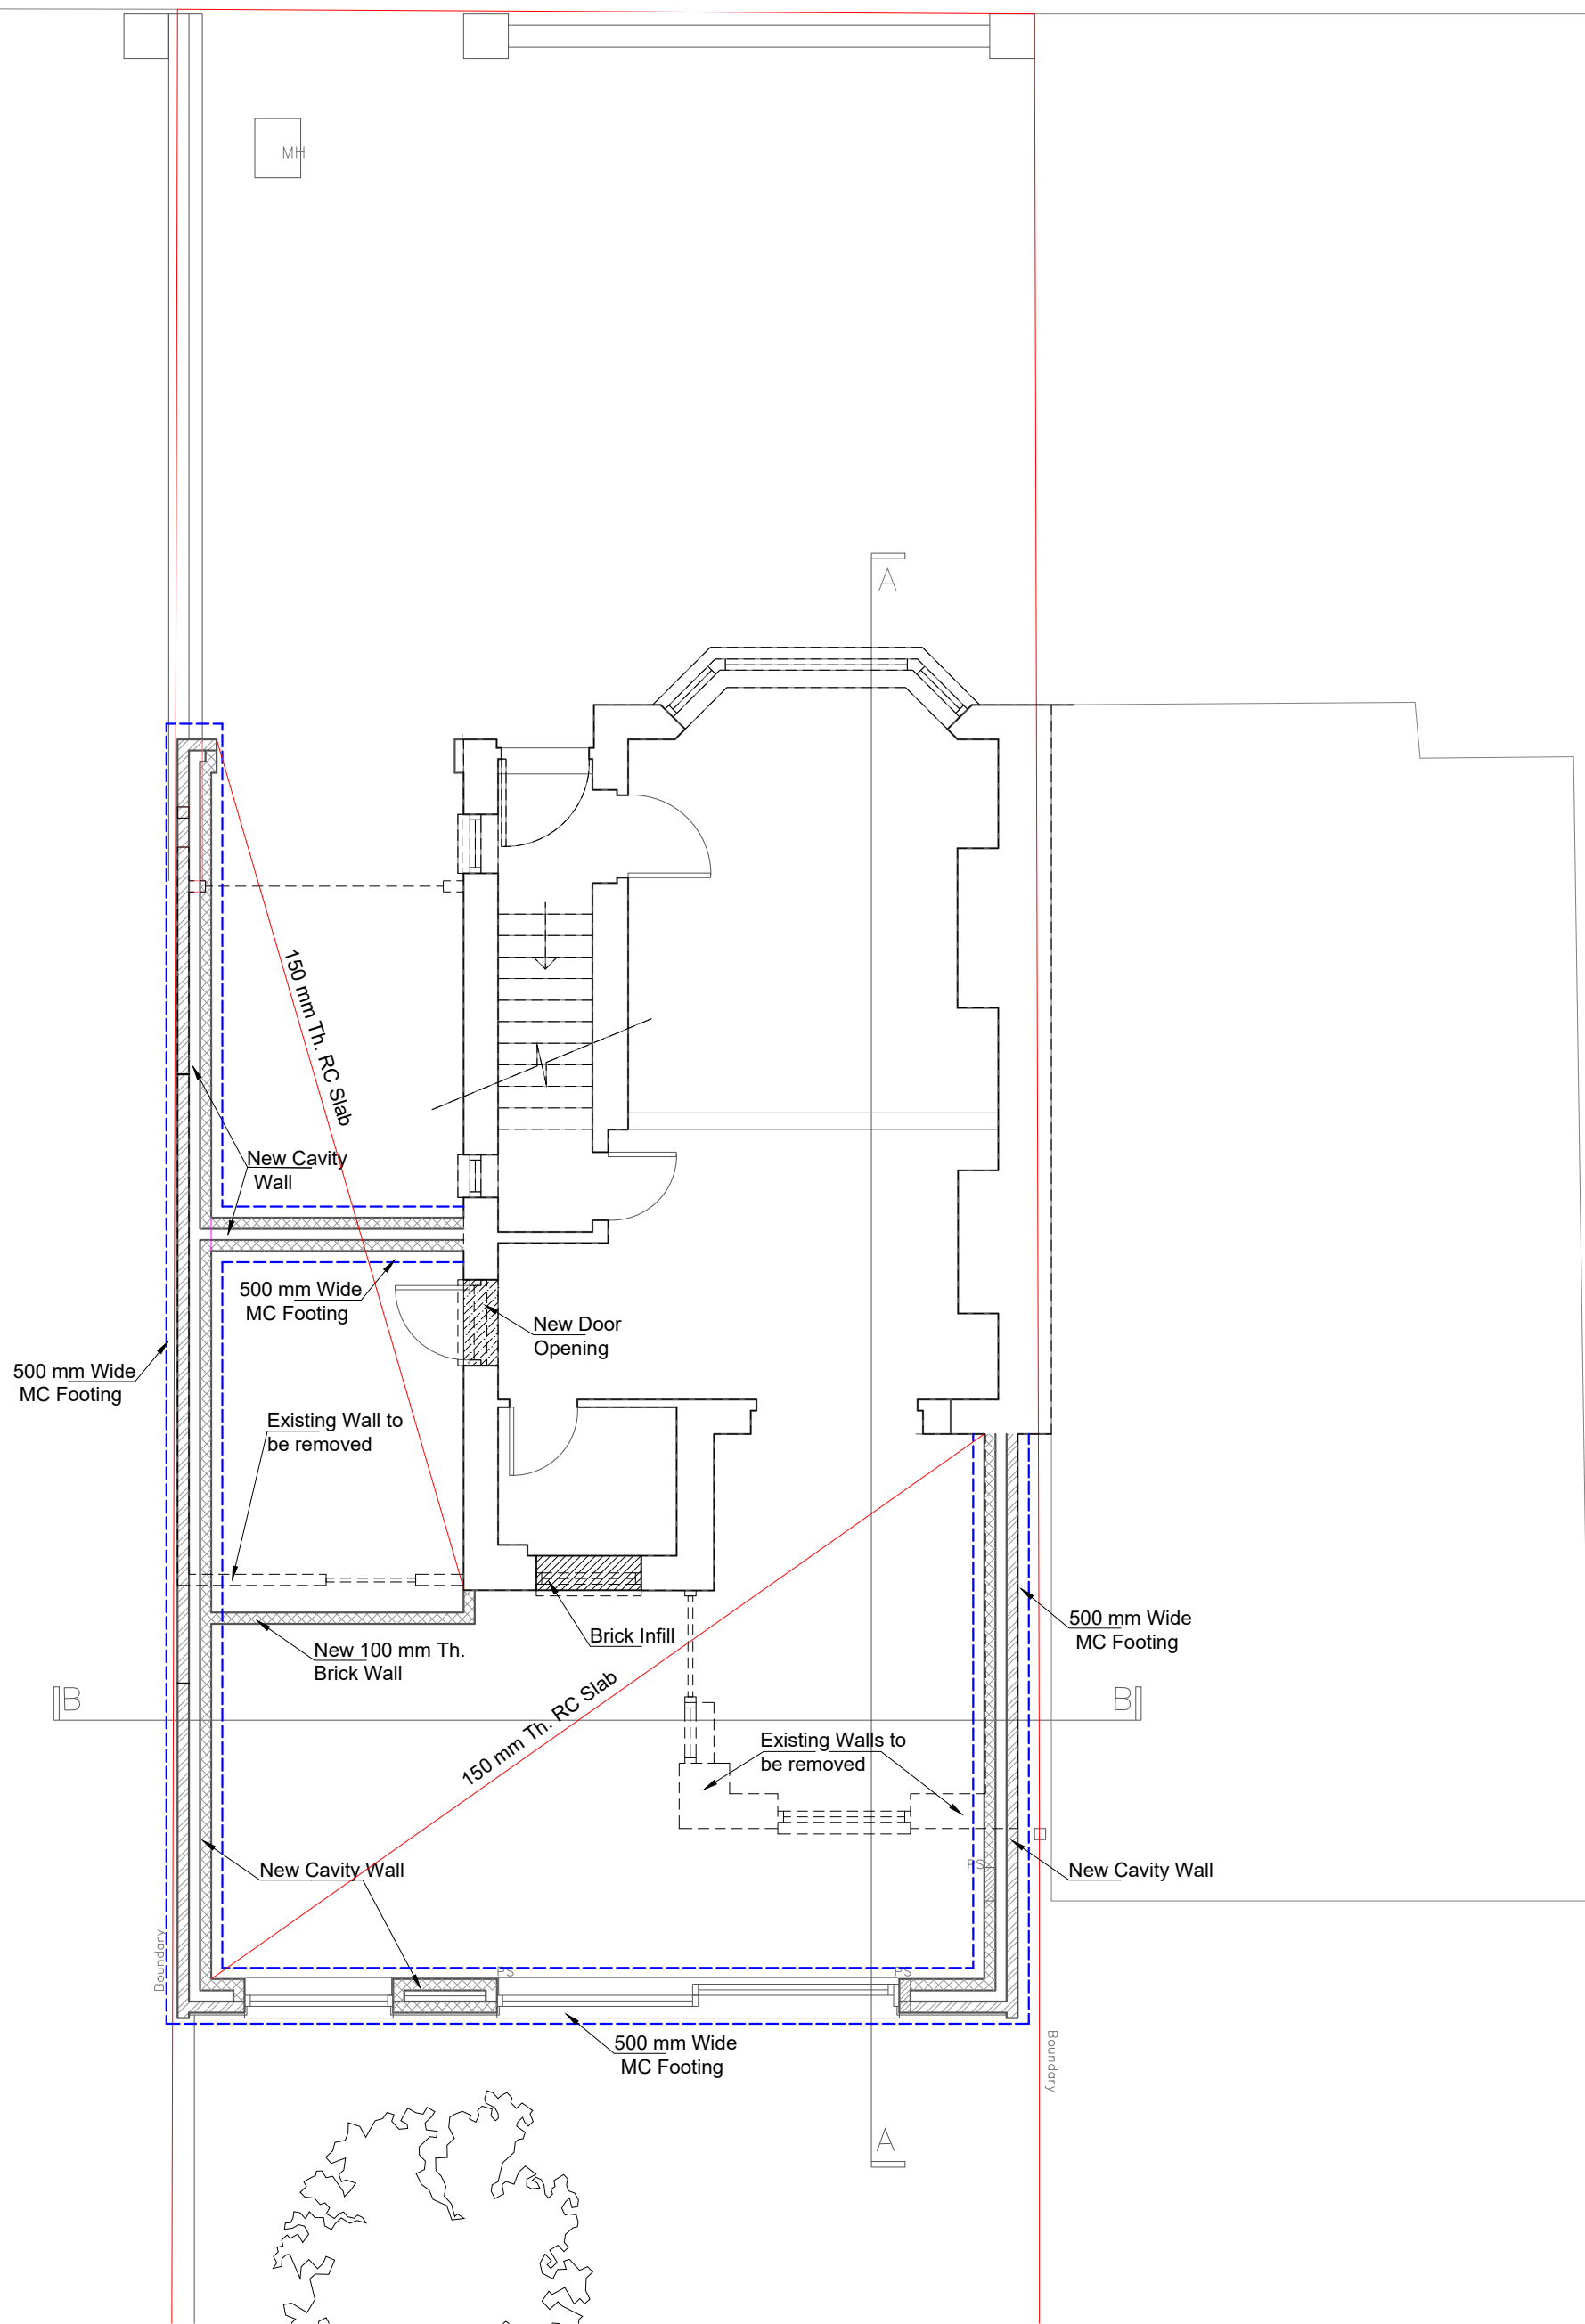 MH
A
150 mm Th. RC Slab
New Cavity
Wall
500 mm Wide
MC Footing
New Door
Opening
500 mm Wide
MC Footing
Existing Wall to
be removed
500 mm Wide
MC Footing
Brick Infill
New 100 mm Th.
Brick Wall
B
B
150 mm Th. RC Slab
Existing Walls to
be removed
PS
New Cavity Wall
New Cavity Wall
Boundary
PS
PS
500 mm Wide
MC Footing
Boundary
A